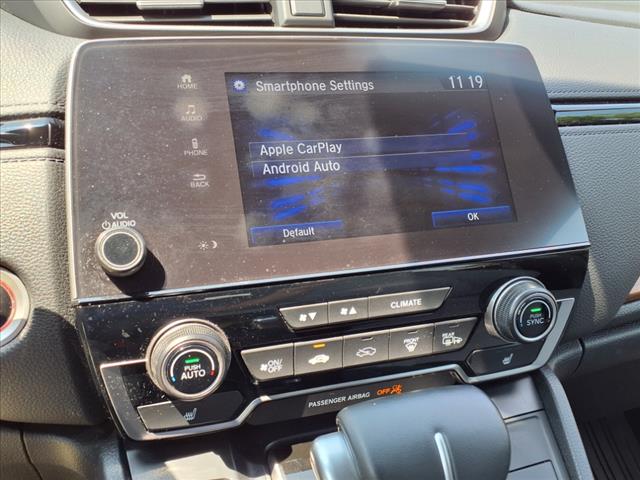 Smartphone Settings 11:19
HOME
AUDIO
PHONE
BACK
Apple CarPlay
Android Auto
Default OK
VOL
AUDIO
CLIMATE
PUSH
AUTO
ON/
OFF
FRONT
REAR
PUSH
SYNC
PASSENGER AIRBAG OFF